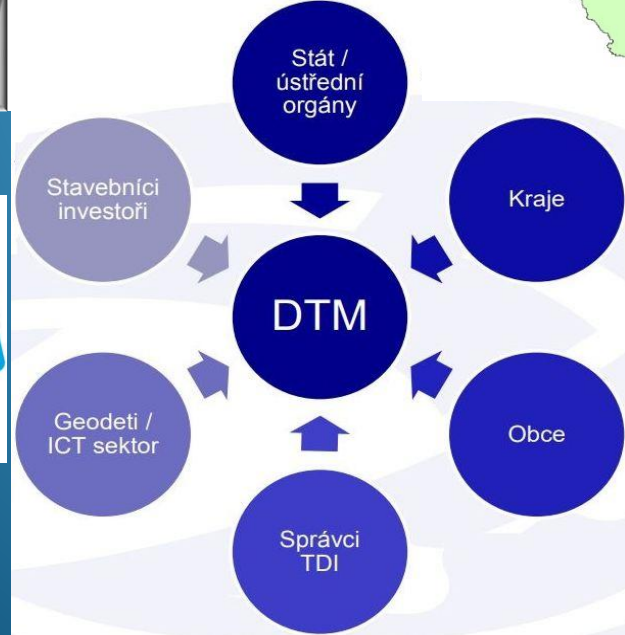 Stát /
ústřední
orgány
Stavebníci
investoři
Kraje
DTM
Geodeti /
ICT sektor
Obce
Správci
TDI